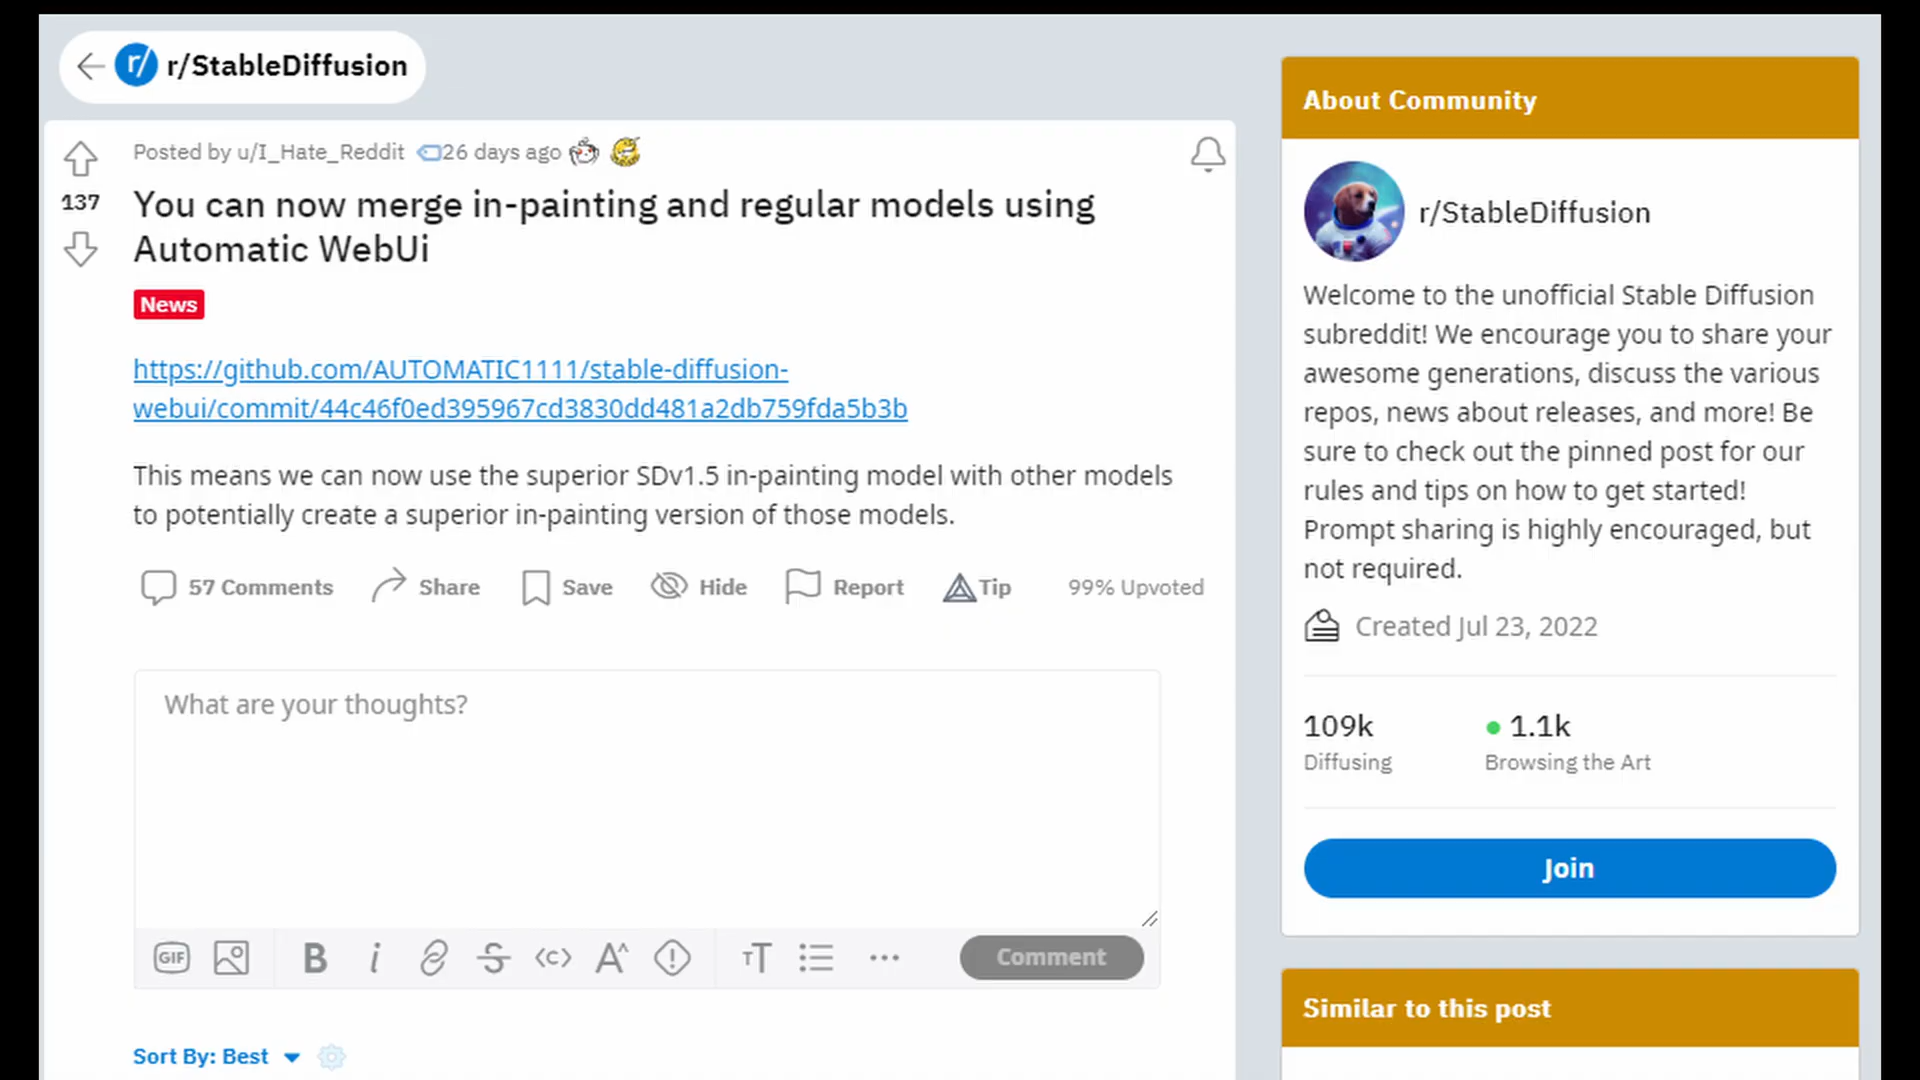 r/ r/StableDiffusion
Posted by u/I_Hate_Reddit 26 days ago
137
You can now merge in-painting and regular models using
Automatic WebUi
News
https://github.com/AUTOMATIC1111/stable-diffusion-
webui/commit/44c46f0ed395967cd3830dd481a2db759fda5b3b
This means we can now use the superior SDv1.5 in-painting model with other models
to potentially create a superior in-painting version of those models.
57 Comments Share Save Hide Report Tip 99% Upvoted
What are your thoughts?
GIF B i <c> A^ ! TT ... Comment
Sort By: Best
About Community
r/StableDiffusion
Welcome to the unofficial Stable Diffusion
subreddit! We encourage you to share your
awesome generations, discuss the various
repos, news about releases, and more! Be
sure to check out the pinned post for our
rules and tips on how to get started!
Prompt sharing is highly encouraged, but
not required.
Created Jul 23, 2022
109k 1.1k
Diffusing Browsing the Art
Join
Similar to this post